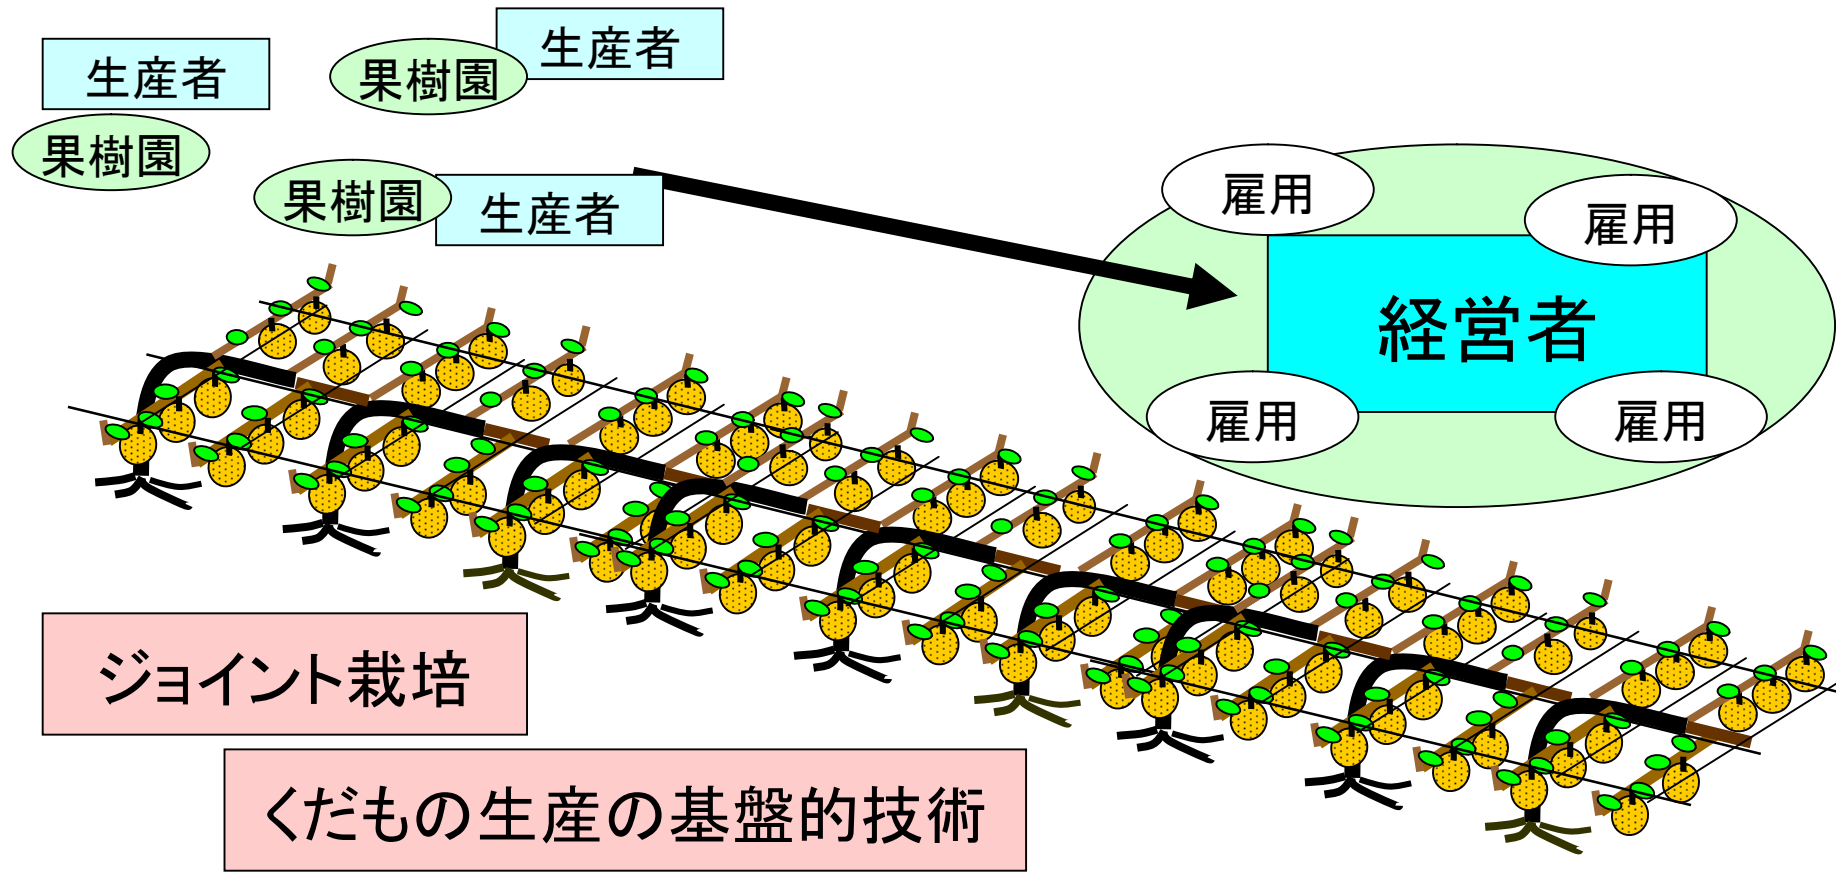 生産者
果樹園
生産者
果樹園
果樹園
生産者
雇用
雇用
経営者
雇用
雇用
ジョイント栽培
くだもの生産の基盤的技術